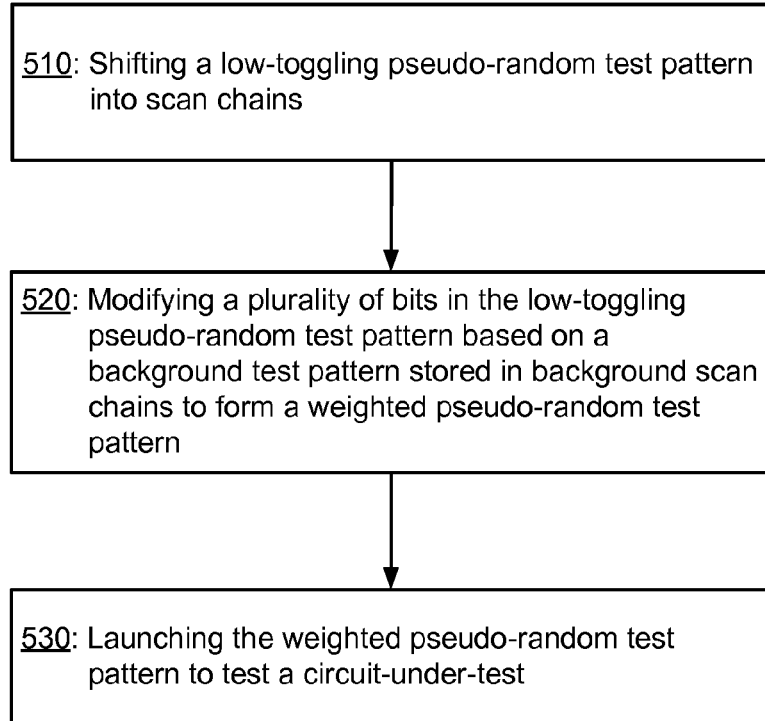 510: Shifting a low-toggling pseudo-random test pattern
into scan chains
520: Modifying a plurality of bits in the low-toggling
pseudo-random test pattern based on a
background test pattern stored in background scan
chains to form a weighted pseudo-random test
pattern
530: Launching the weighted pseudo-random test
pattern to test a circuit-under-test